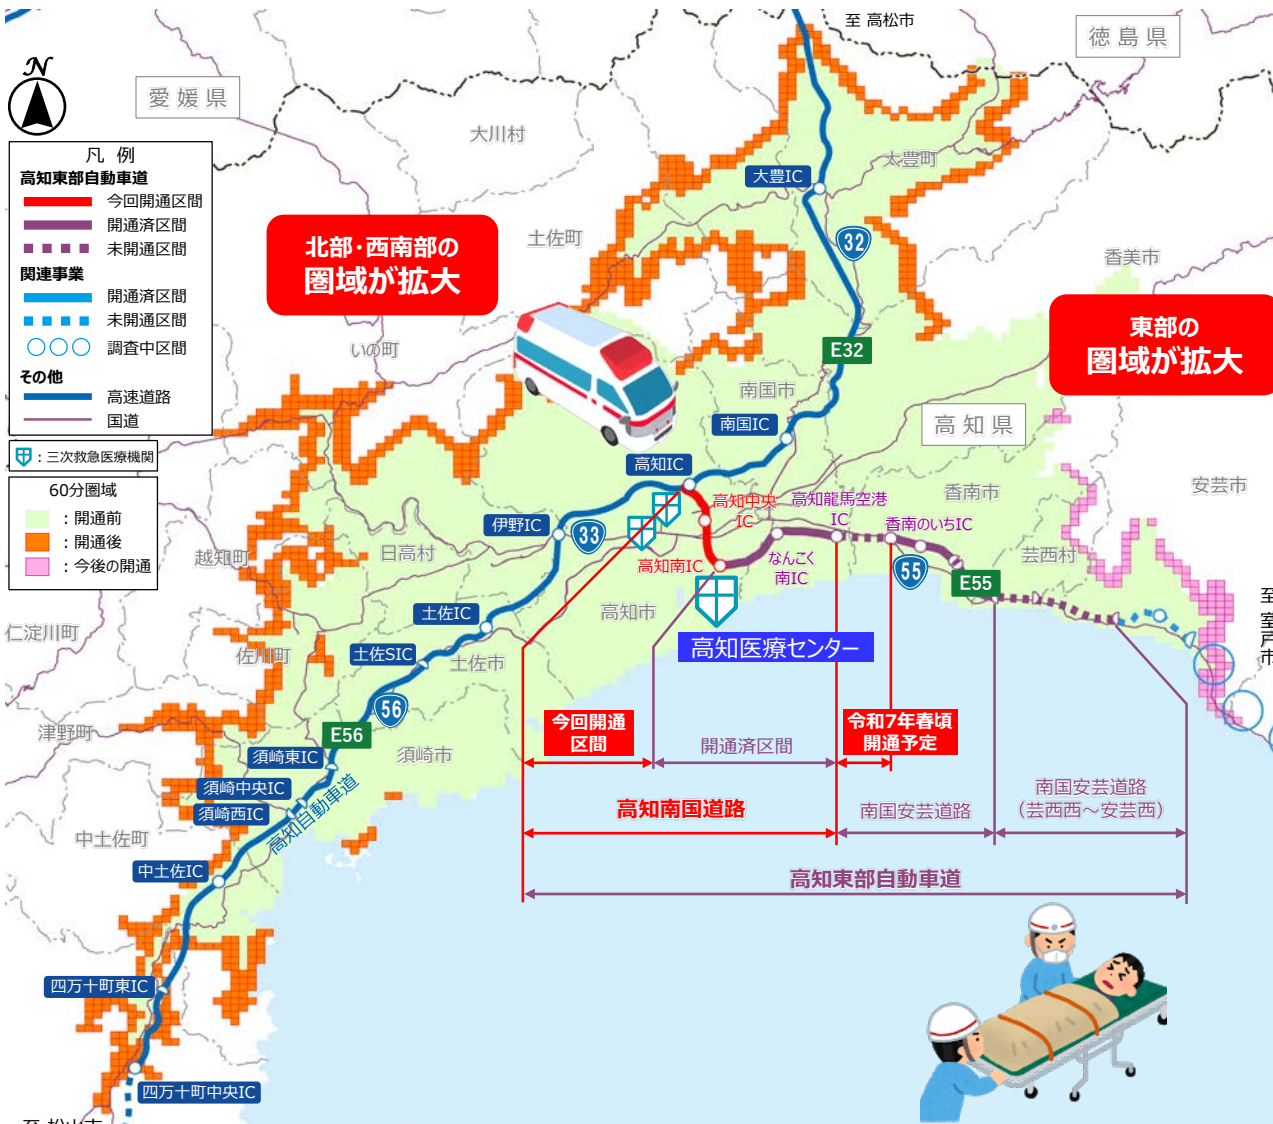 至 高松市
徳島県
愛媛県
N
大川村
凡 例
高知東部自動車道
今回開通区間
開通済区間
未開通区間
関連事業
開通済区間
未開通区間
調査中区間
その他
高速道路
国道
：三次救急医療機関
60分圏域
：開通前
：開通後
：今後の開通
大豊町
大豊IC
土佐町
32
北部・西南部の
圏域が拡大
香美市
東部の
圏域が拡大
いの町
E32
南国市
南国IC
高知県
高知IC
安芸市
香南市
高知龍馬空港
IC
高知中央
IC
香南のいちIC
伊野IC
33
日高村
越知町
高知南IC
なんこく
南IC
55
E55
芸西村
至 室戸市
土佐IC
高知市
仁淀川町
佐川町
土佐SIC
土佐市
高知医療センター
56
津野町
E56
今回開通
区間
開通済区間
令和7年春頃
開通予定
須崎東IC
須崎市
須崎中央IC
須崎西IC
高知自動車道
高知南国道路
南国安芸道路
南国安芸道路
（芸西西～安芸西）
中土佐町
中土佐IC
高知東部自動車道
四万十町東IC
四万十町中央IC